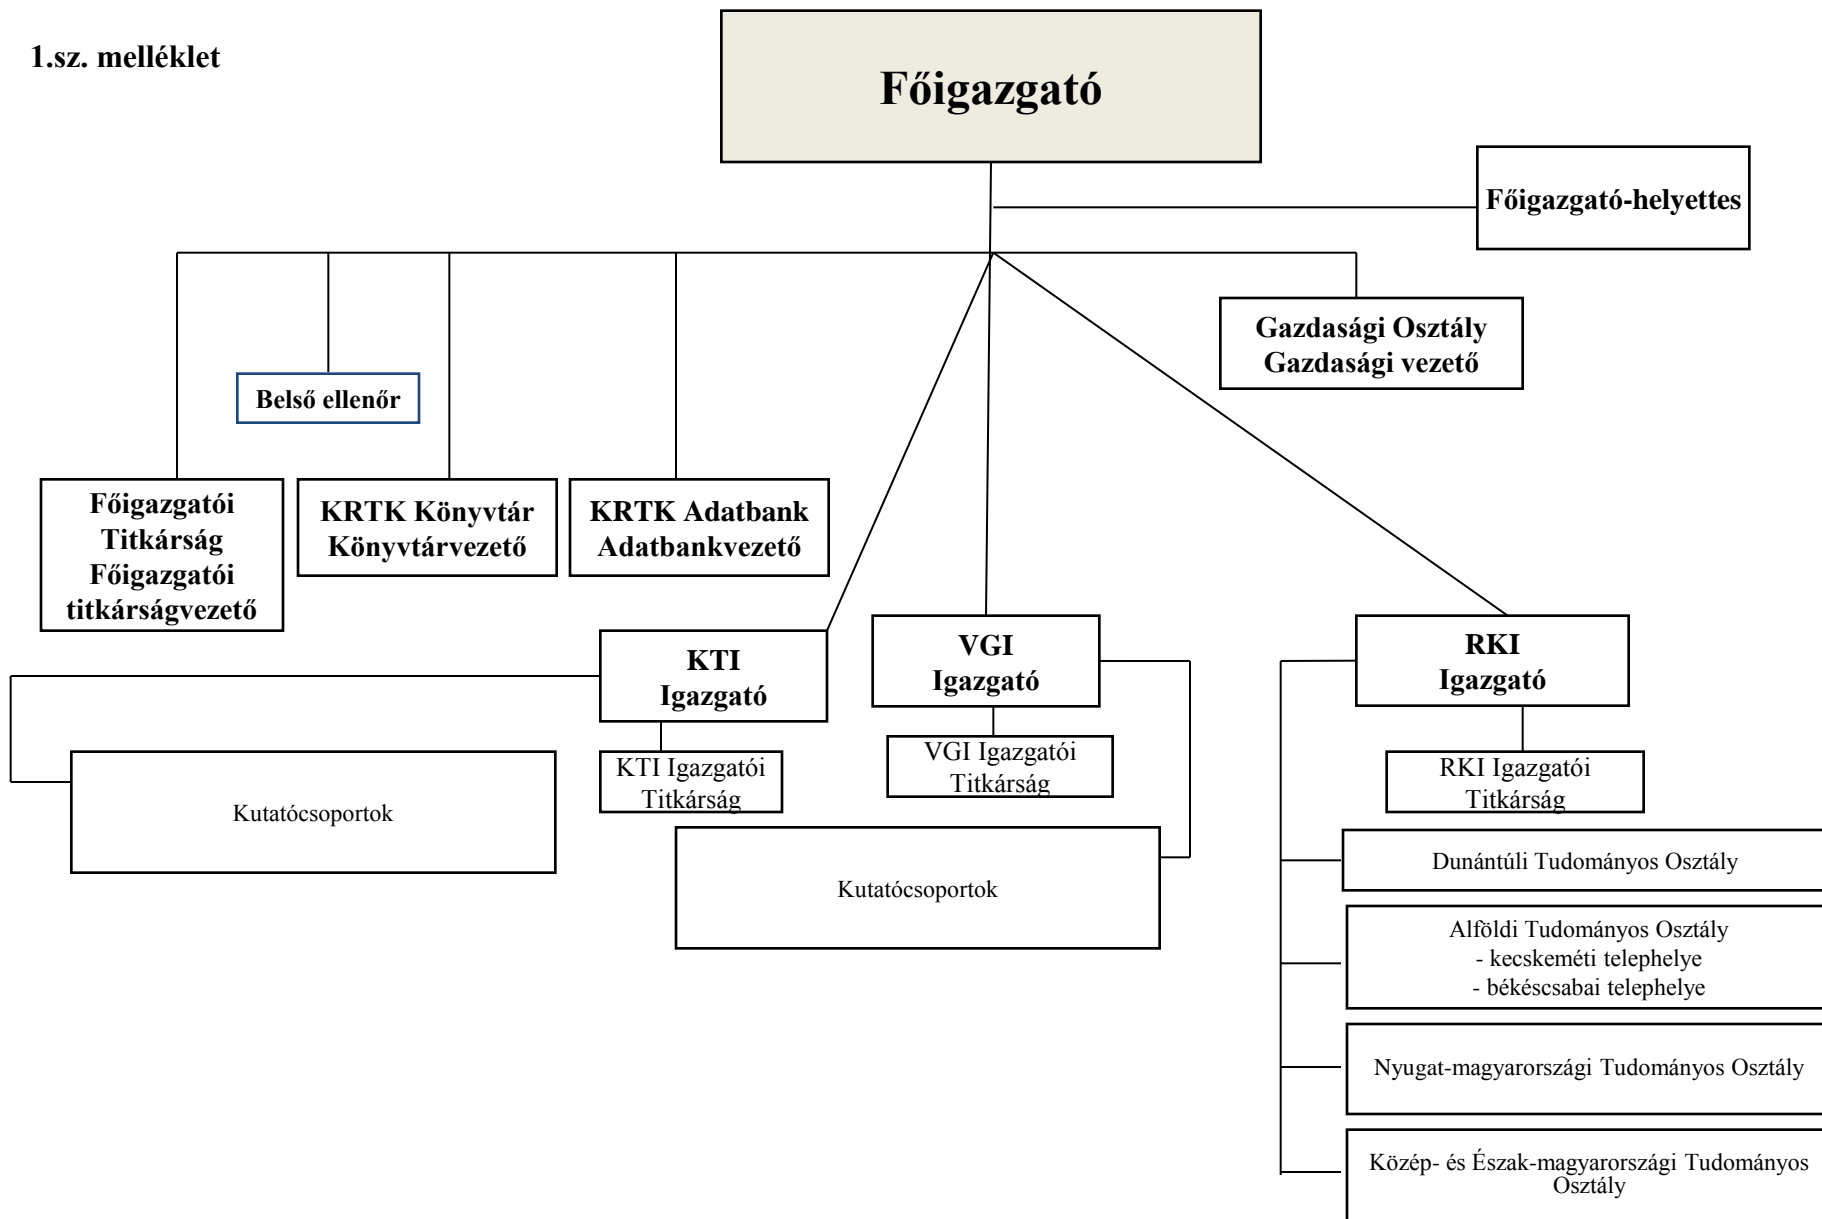 1.sz. melléklet
Főigazgató
Főigazgató-helyettes
Gazdasági Osztály
Gazdasági vezető
Belső ellenőr
Főigazgatói
Titkárság
Főigazgatói
titkárságvezető
KRTK Könyvtár
Könyvtárvezető
KRTK Adatbank
Adatbankvezető
KTI
Igazgató
VGI
Igazgató
RKI
Igazgató
KTI Igazgatói
Titkárság
VGI Igazgatói
Titkárság
RKI Igazgatói
Titkárság
Kutatócsoportok
Kutatócsoportok
Dunántúli Tudományos Osztály
Alföldi Tudományos Osztály
- kecskeméti telephelye
- békéscsabai telephelye
Nyugat-magyarországi Tudományos Osztály
Közép- és Észak-magyarországi Tudományos
Osztály